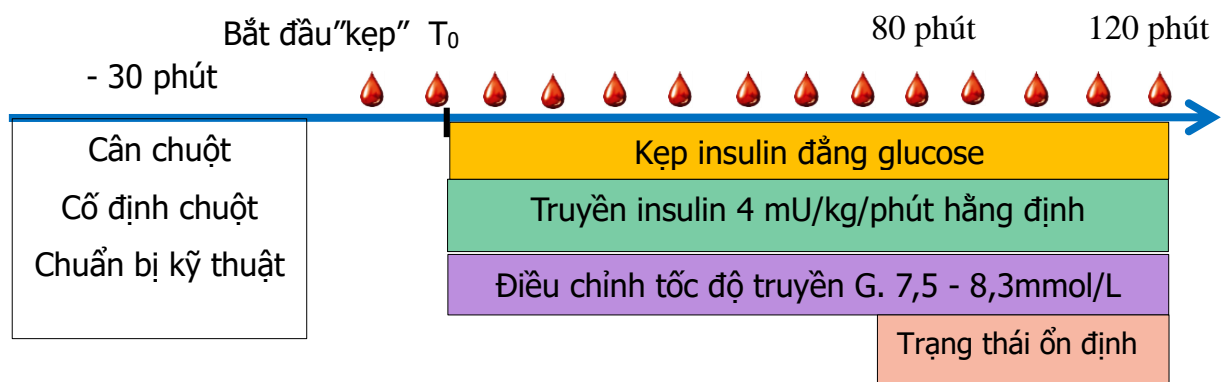 Bắt đầu”kẹp” T₀ 80 phút 120 phút
- 30 phút
Cân chuột
Cố định chuột
Chuẩn bị kỹ thuật
Kẹp insulin đẳng glucose
Truyền insulin 4 mU/kg/phút hằng định
Điều chỉnh tốc độ truyền G. 7,5 - 8,3mmol/L
Trạng thái ổn định